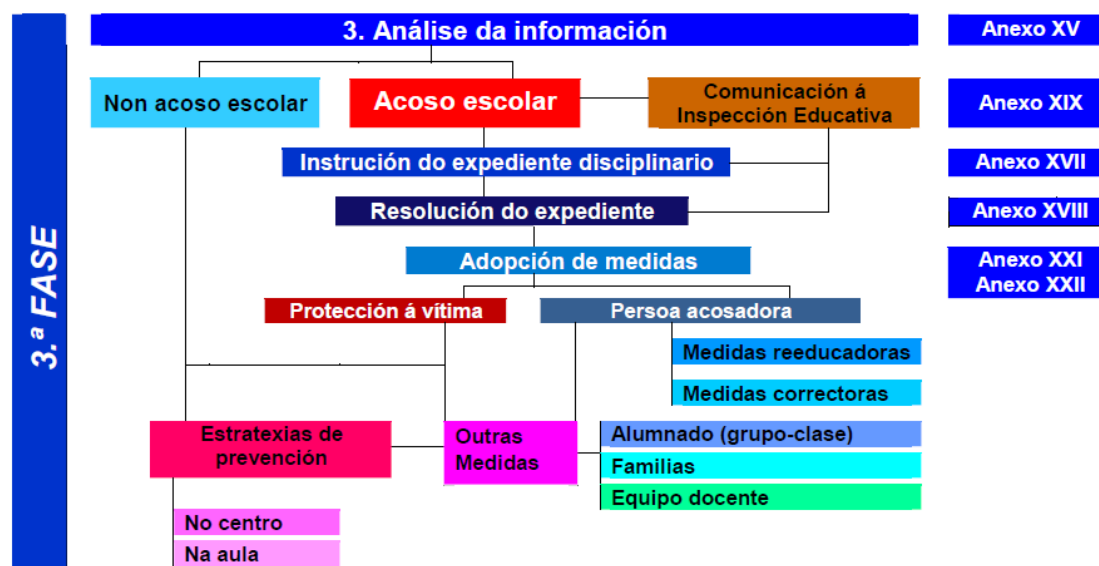 3. Análise da información
Anexo XV
Non acoso escolar
Acoso escolar
Comunicación á
Inspección Educativa
Anexo XIX
Instrución do expediente disciplinario
Anexo XVII
Resolución do expediente
Anexo XVIII
Adopción de medidas
Anexo XXI
Anexo XXII
Protección á vítima
Persoa acosadora
Medidas reeducadoras
Medidas correctoras
Estratexias de
prevención
Outras
Medidas
Alumnado (grupo-clase)
Familias
Equipo docente
No centro
Na aula
3.ª FASE